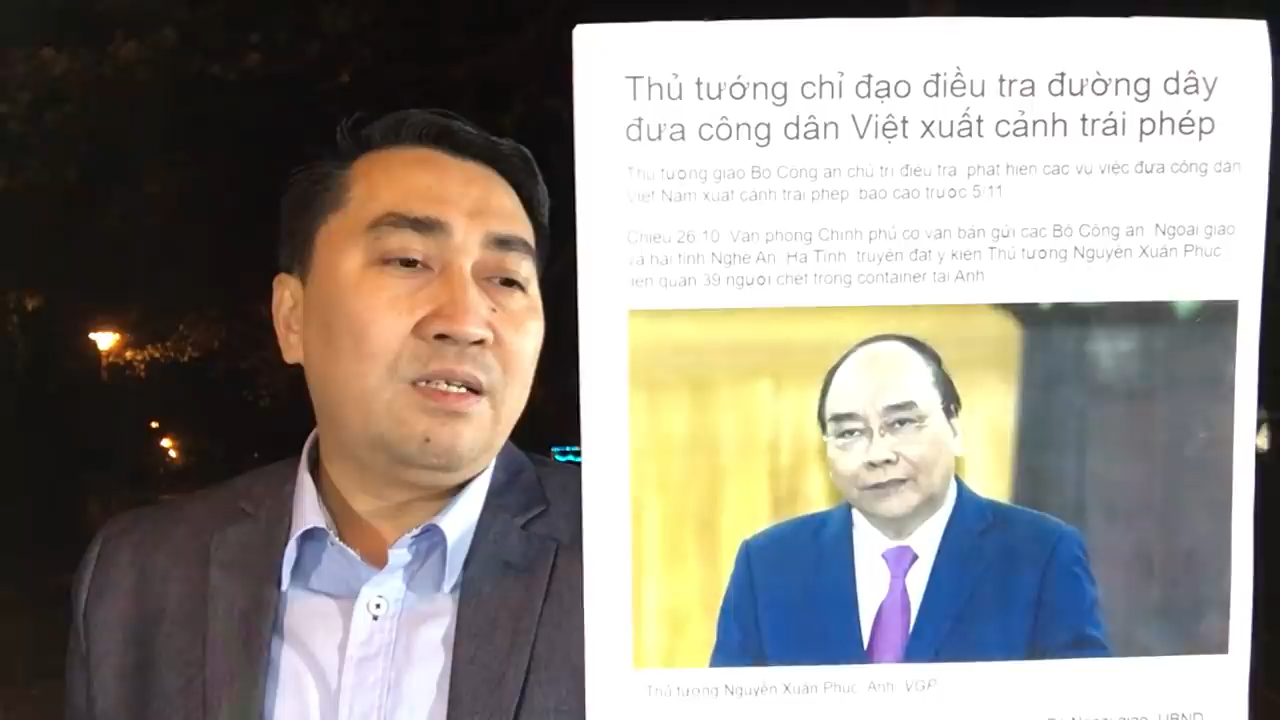 Thủ tướng chỉ đạo điều tra đường dây
đưa công dân Việt xuất cảnh trái phép
Thủ tướng giao Bộ Công an chủ trì điều tra, phát hiện các vụ việc đưa công dân
Việt Nam xuất cảnh trái phép, báo cáo trước 5/11.
Chiều 26/10, Văn phòng Chính phủ có văn bản gửi các Bộ Công an, Ngoại giao
và hai tỉnh Nghệ An, Hà Tĩnh, truyền đạt ý kiến Thủ tướng Nguyễn Xuân Phúc
liên quan 39 người chết trong container tại Anh.
Thủ tướng Nguyễn Xuân Phúc. Ảnh: VGP
Ngoại giao, UBND